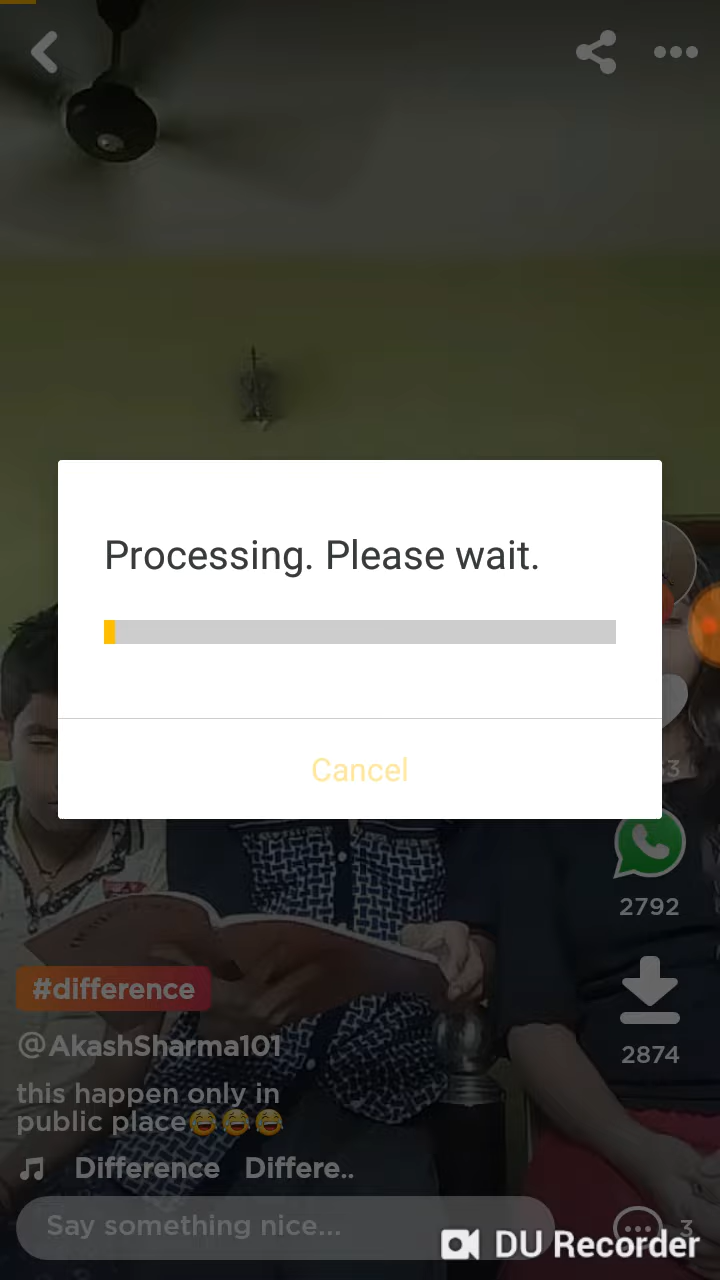 Processing. Please wait.
Cancel
2792
2874
#difference
@AkashSharma101
this happen only in
public place😂😂😂
Difference Differe..
Say something nice...
3
DU Recorder